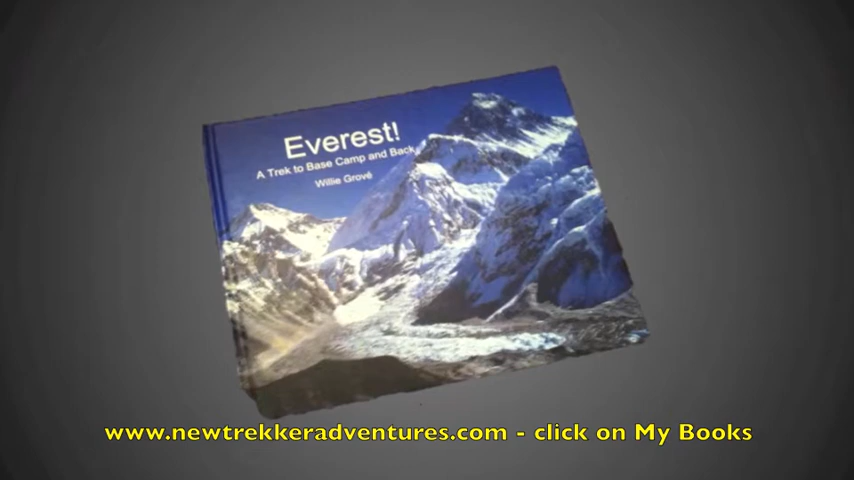 Everest!
A Trek to Base Camp and Back
Willie Grové
www.newtrekkeradventures.com - click on My Books